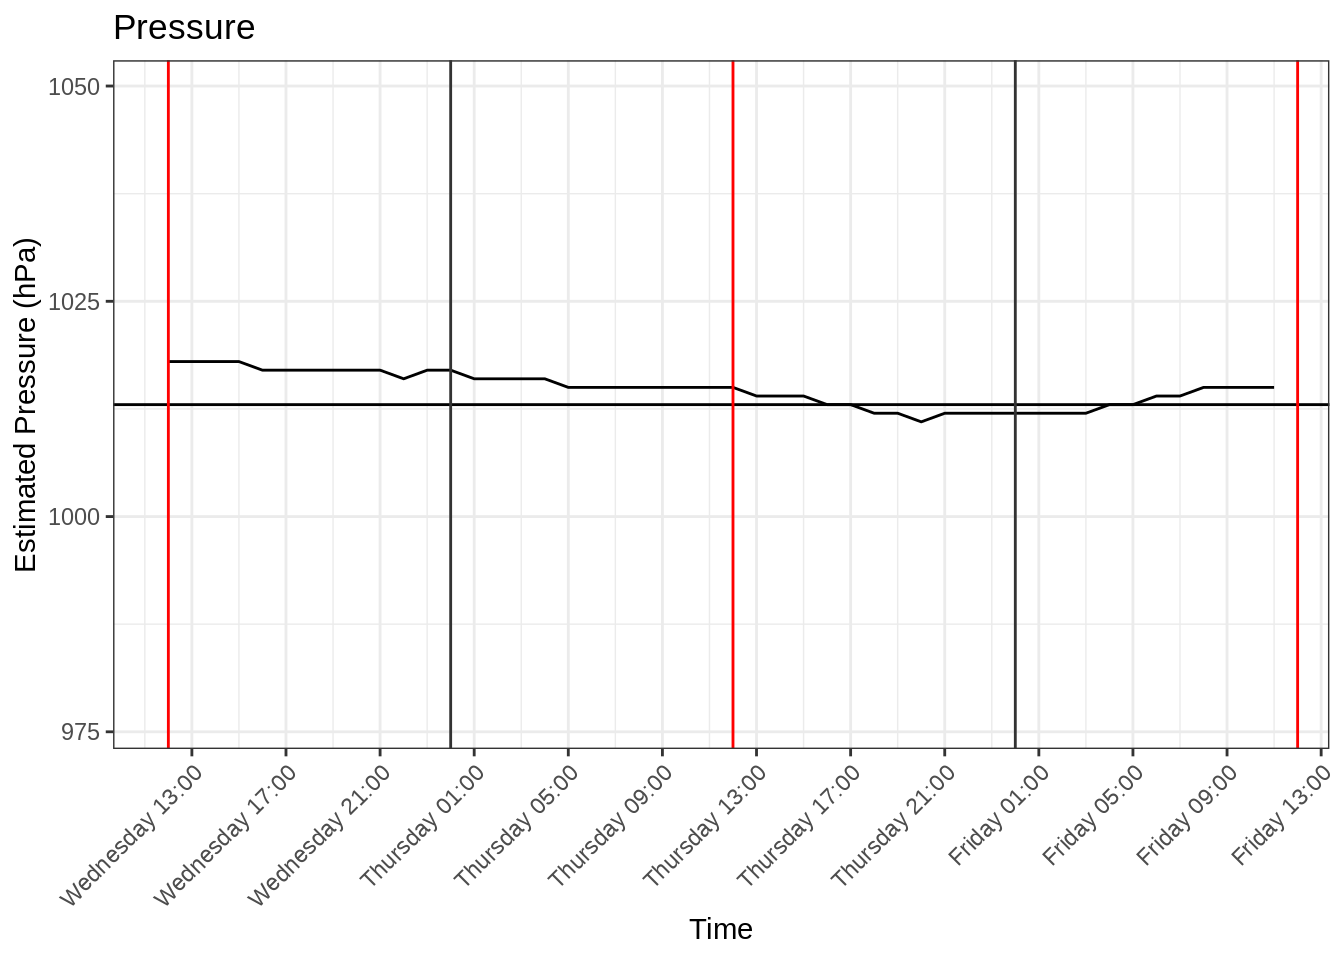 Pressure
Estimated Pressure (hPa)
1050
1025
1000
975
Wednesday 13:00
Wednesday 17:00
Wednesday 21:00
Thursday 01:00
Thursday 05:00
Thursday 09:00
Thursday 13:00
Thursday 17:00
Thursday 21:00
Friday 01:00
Friday 05:00
Friday 09:00
Friday 13:00
Time